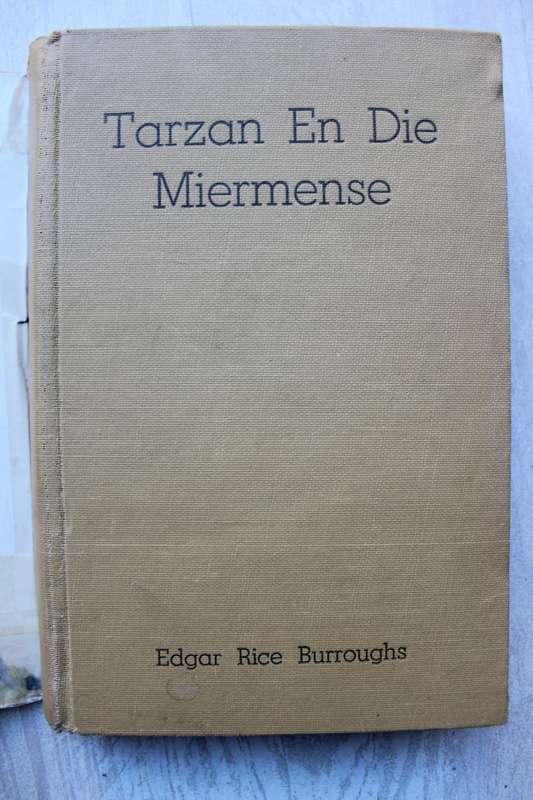 Tarzan En Die
Miermense
Edgar Rice Burroughs